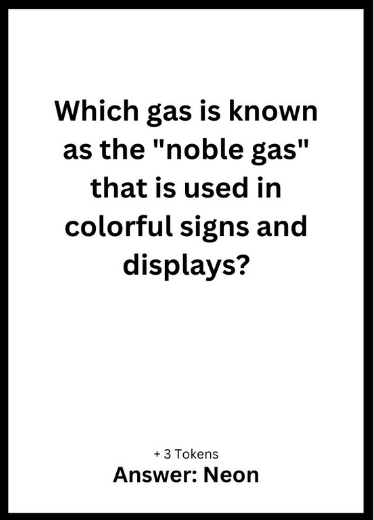 Which gas is known
as the "noble gas"
that is used in
colorful signs and
displays?
+ 3 Tokens
Answer: Neon